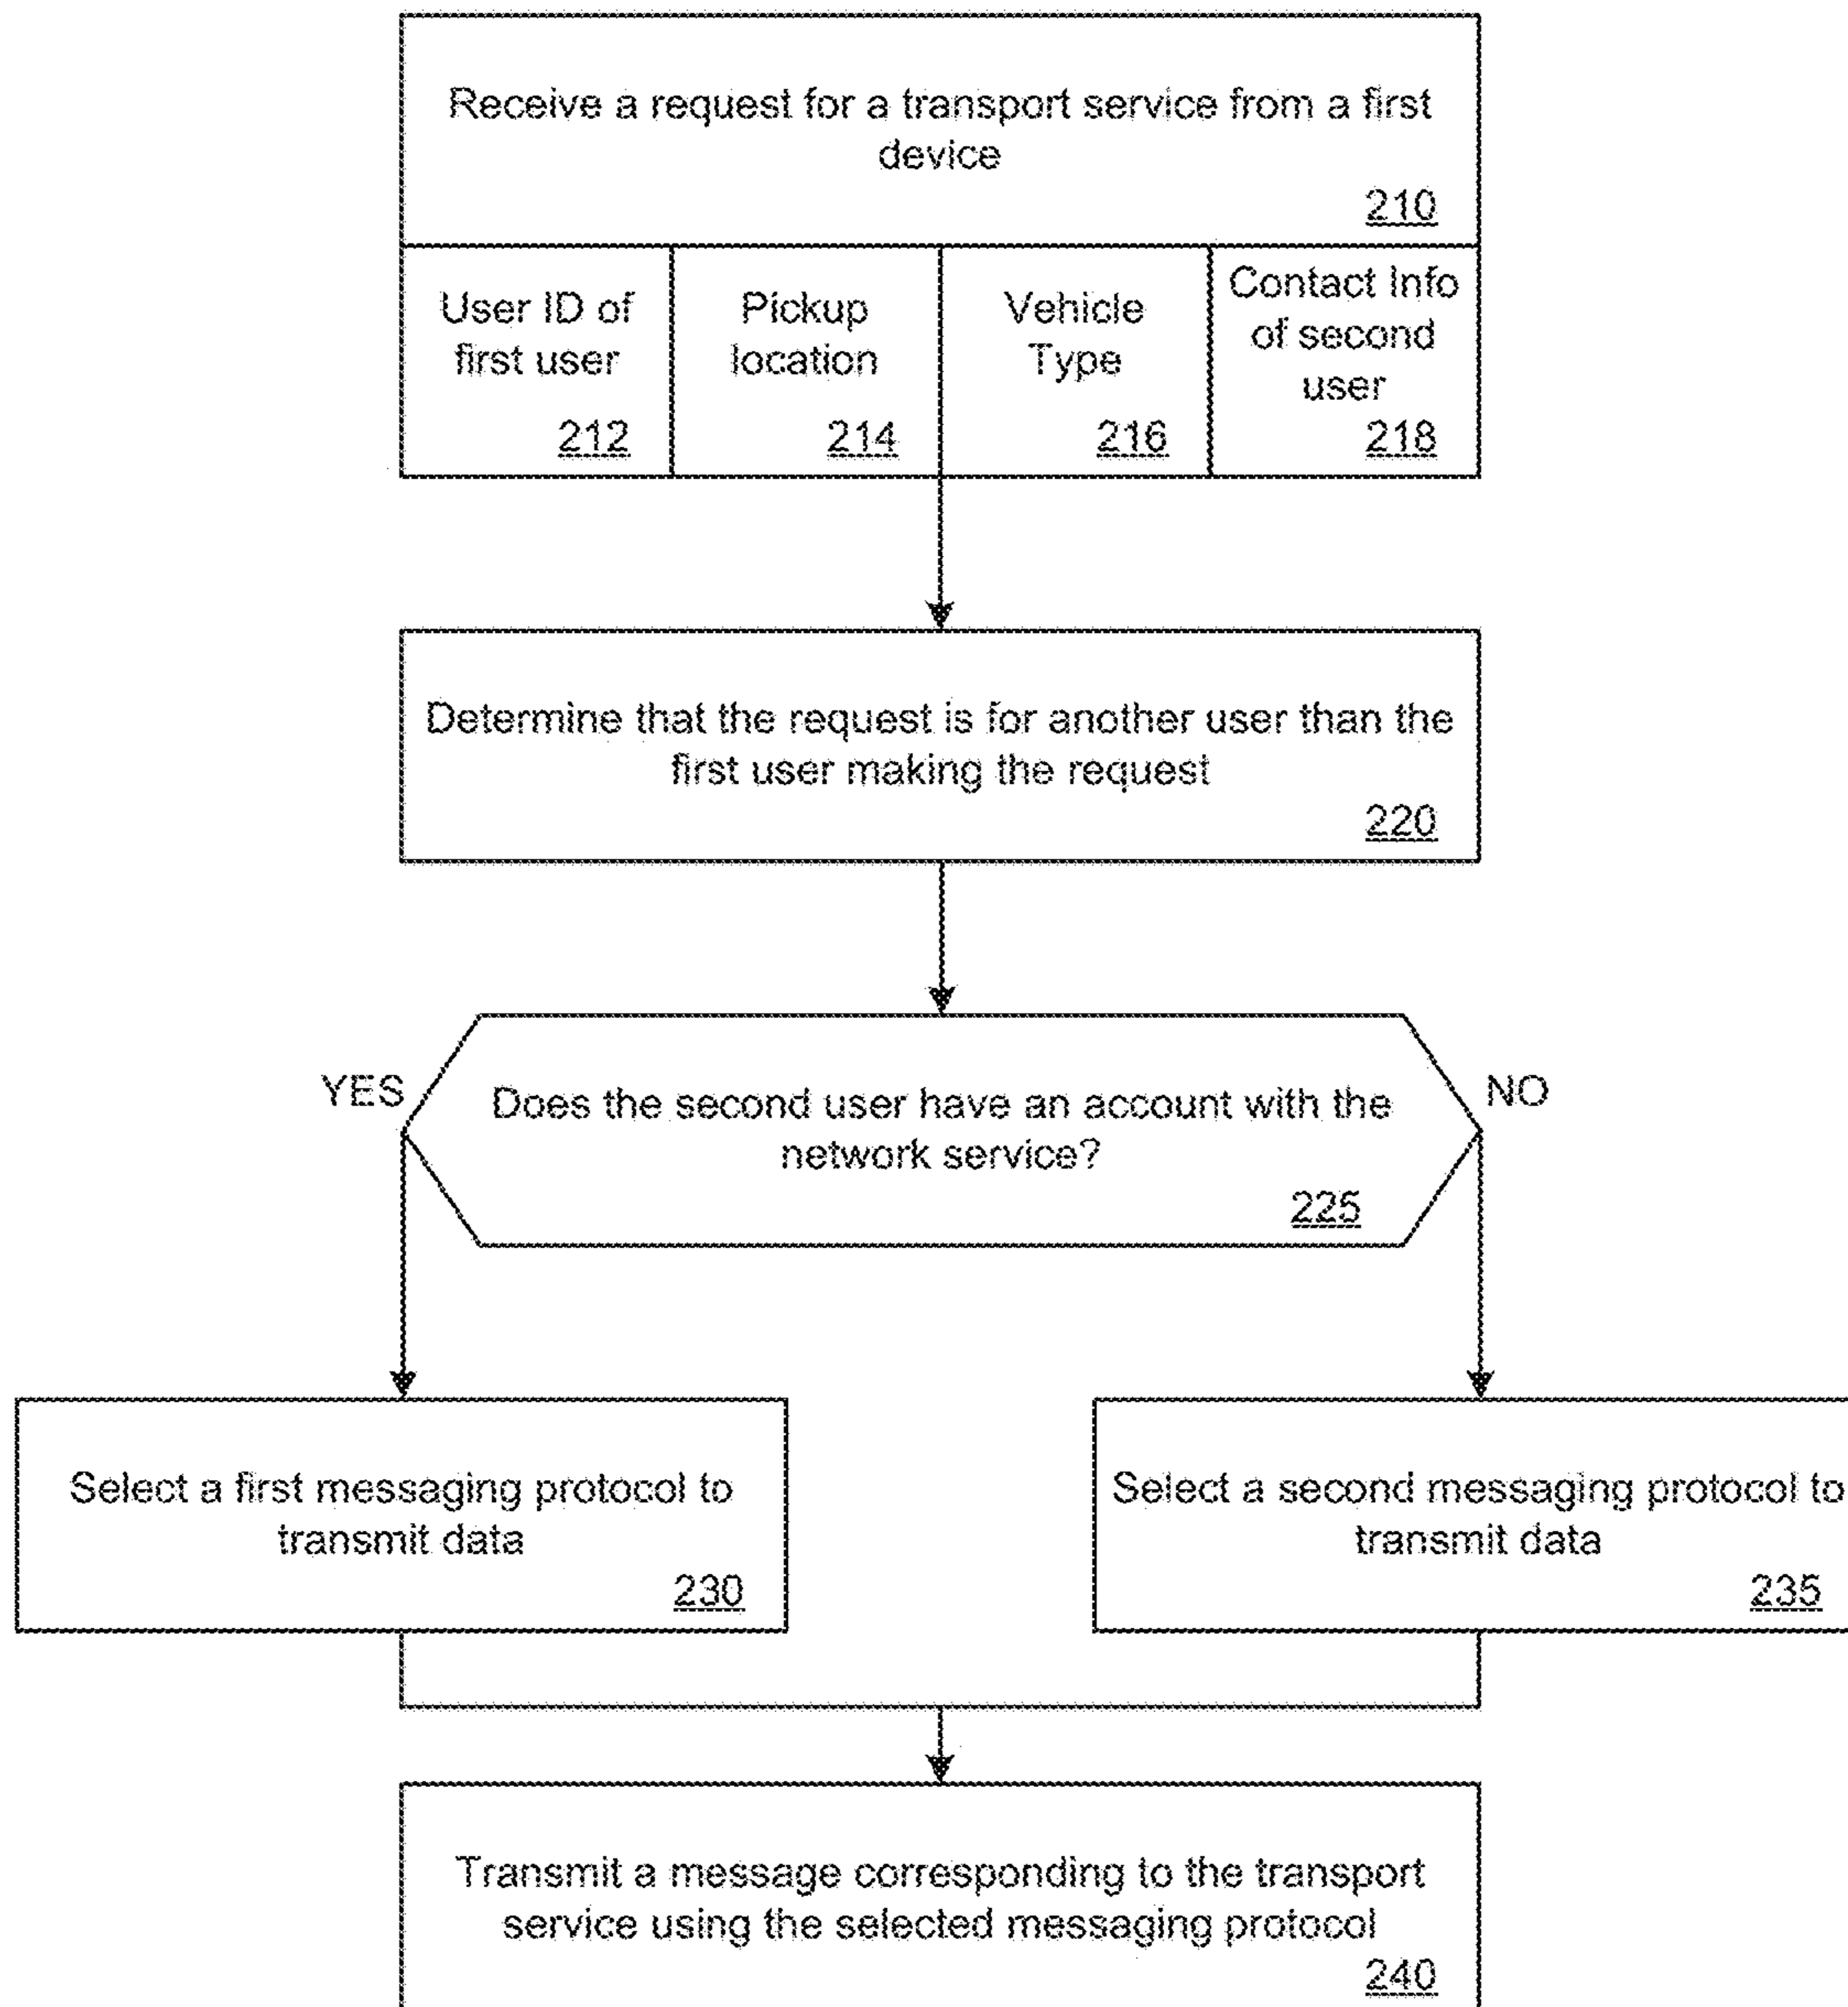 Receive a request for a transport service from a first
device
210
User ID of
first user
212
Pickup
location
214
Vehicle
Type
216
Contact Info
of second
user
218
Determine that the request is for another user than the
first user making the request
220
YES
Does the second user have an account with the
network service?
225
NO
Select a first messaging protocol to
transmit data
230
Select a second messaging protocol to
transmit data
235
Transmit a message corresponding to the transport
service using the selected messaging protocol
240